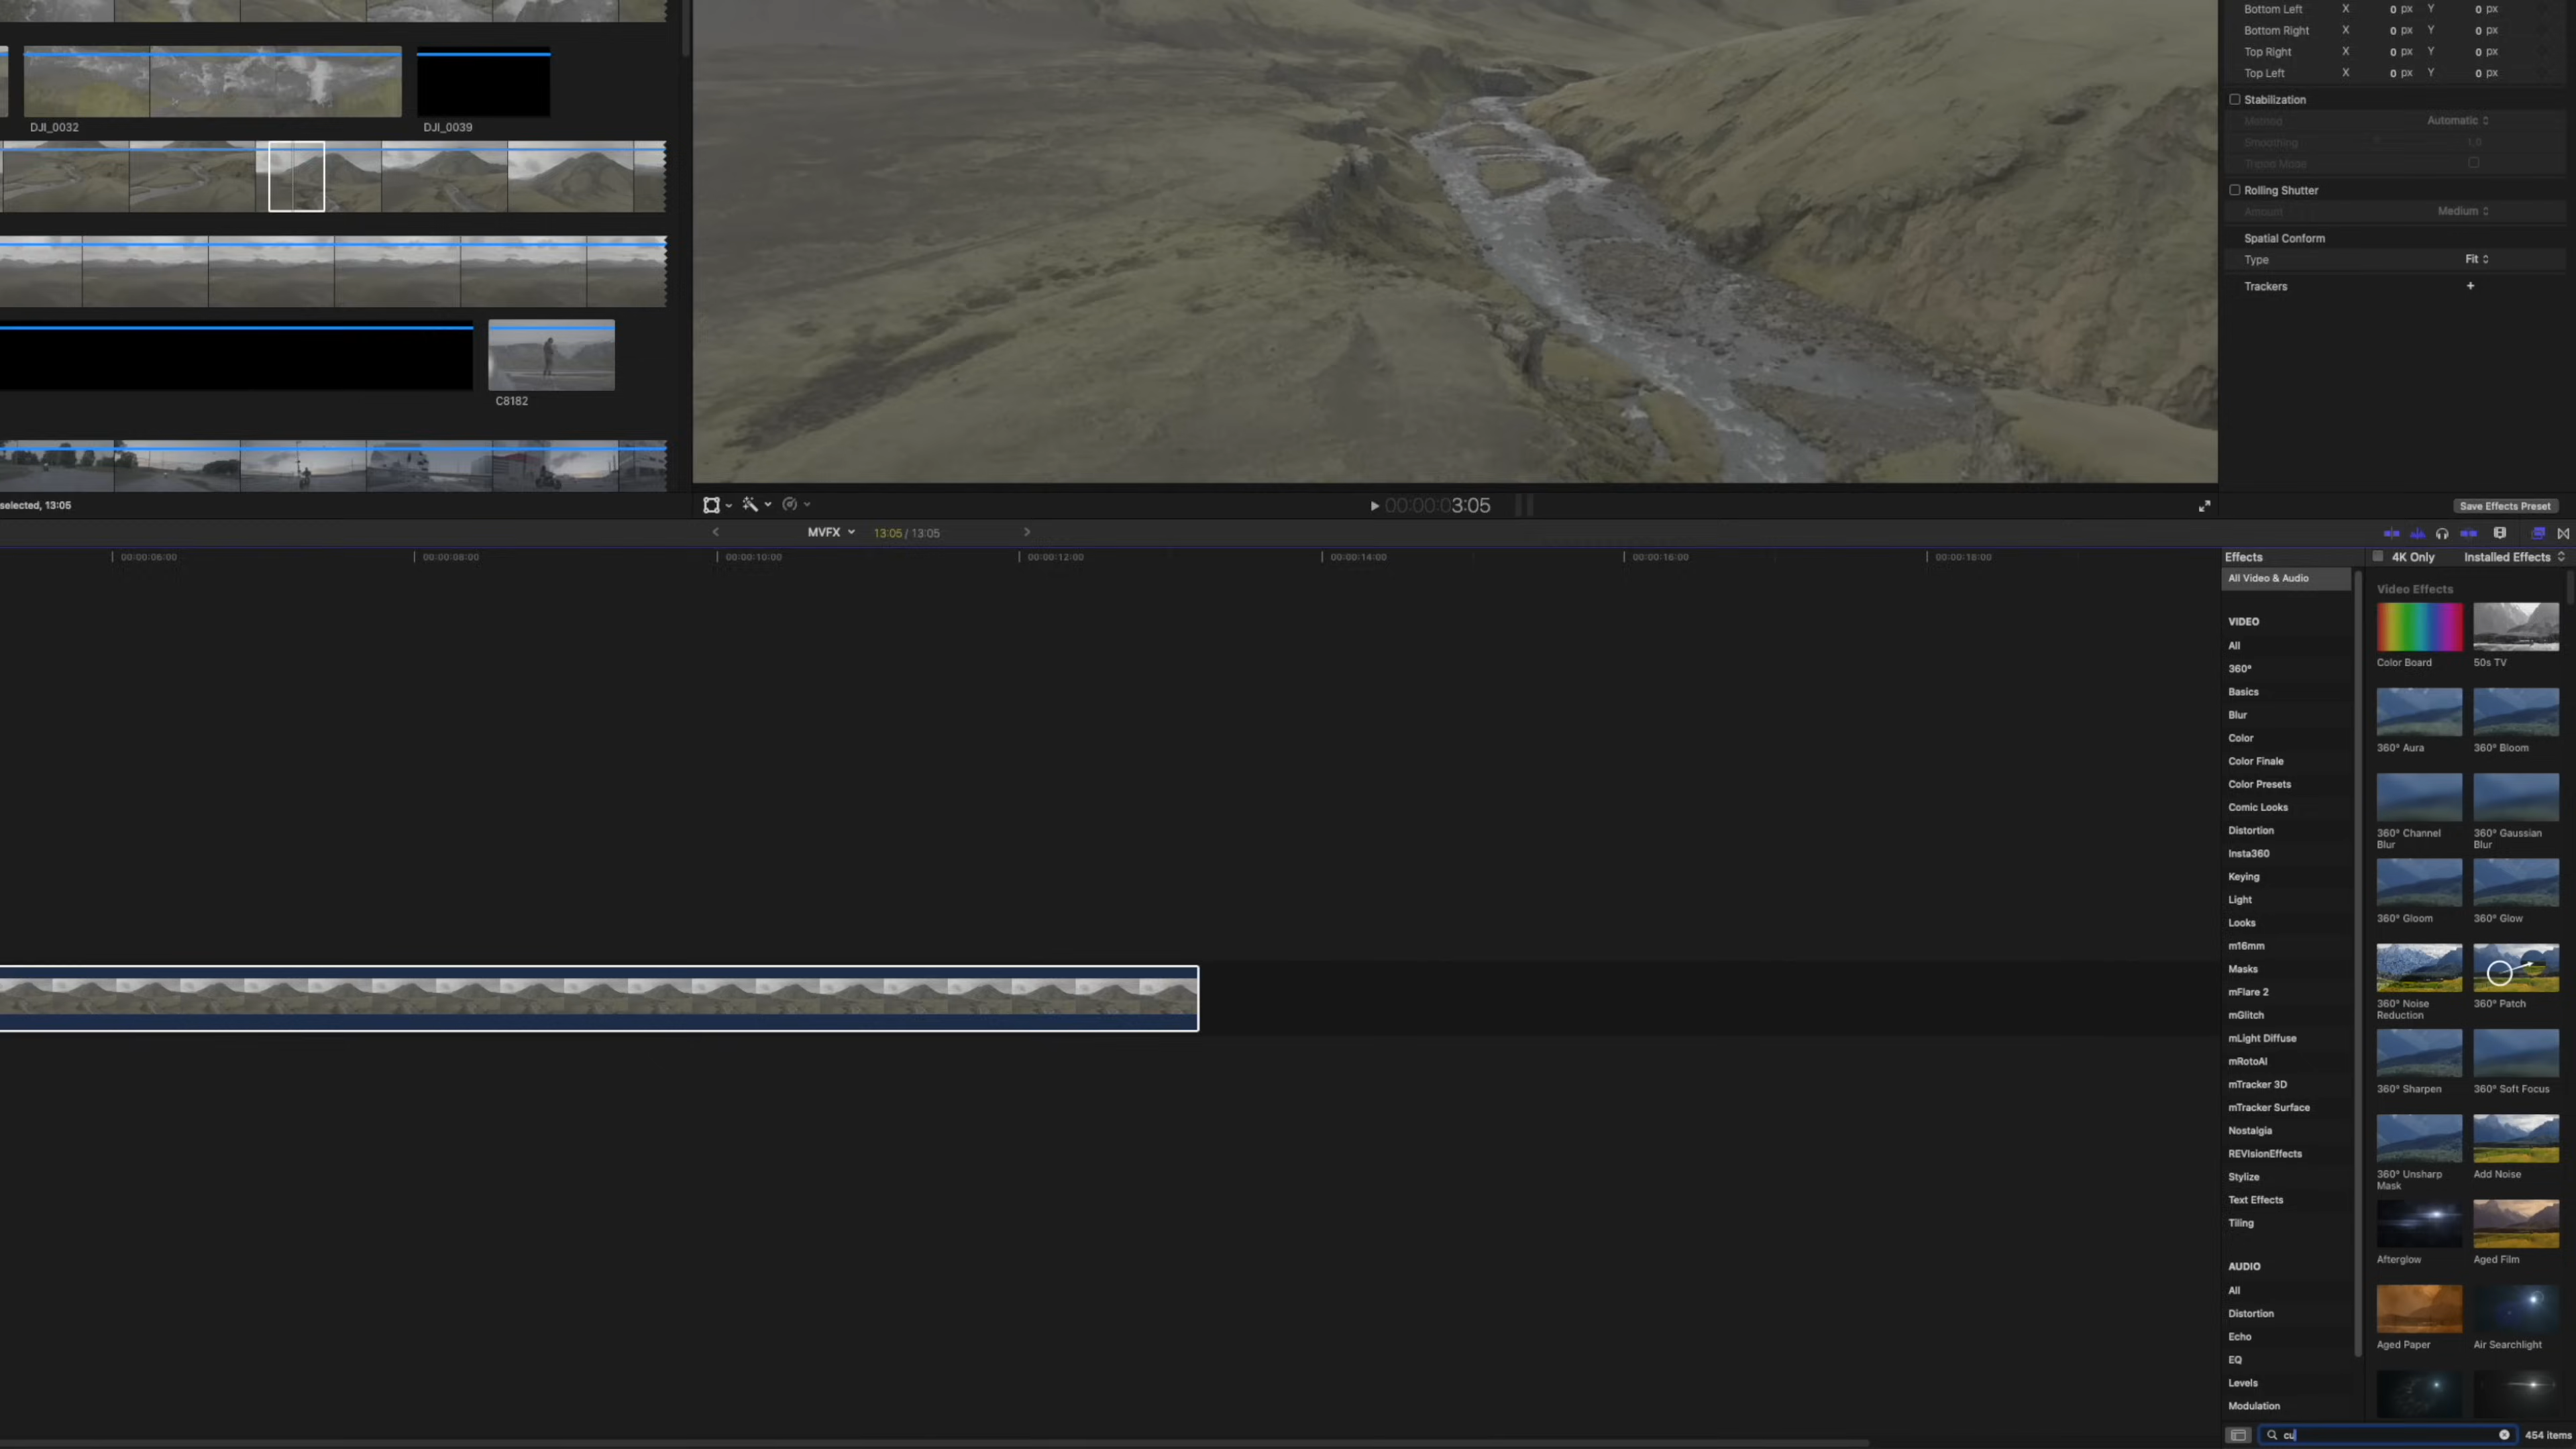 Bottom Left X 0 px Y 0 px
Bottom Right X 0 px Y 0 px
Top Right X 0 px Y 0 px
Top Left X 0 px Y 0 px
DJI_0032
DJI_0039
Stabilization
Method Automatic
Smoothing 1,0
Tripod Mode
Rolling Shutter
Amount Medium
Spatial Conform
Type Fit
Trackers +
C8182
selected, 13:05
00:00:03:05
Save Effects Preset
MVFX 13:05 / 13:05
00:00:06:00
00:00:08:00
00:00:10:00
00:00:12:00
00:00:14:00
00:00:16:00
00:00:18:00
Effects
4K Only
Installed Effects
All Video & Audio
VIDEO
All
360°
Basics
Blur
Color
Color Finale
Color Presets
Comic Looks
Distortion
Insta360
Keying
Light
Looks
m16mm
Masks
mFlare 2
mGlitch
mLight Diffuse
mRotoAI
mTracker 3D
mTracker Surface
Nostalgia
REVisionEffects
Stylize
Text Effects
Tiling
AUDIO
All
Distortion
Echo
EQ
Levels
Modulation
Video Effects
Color Board
50s TV
360° Aura
360° Bloom
360° Channel
Blur
360° Gaussian
Blur
360° Gloom
360° Glow
360° Noise
Reduction
360° Patch
360° Sharpen
360° Soft Focus
360° Unsharp
Mask
Add Noise
Afterglow
Aged Film
Aged Paper
Air Searchlight
cu
454 items